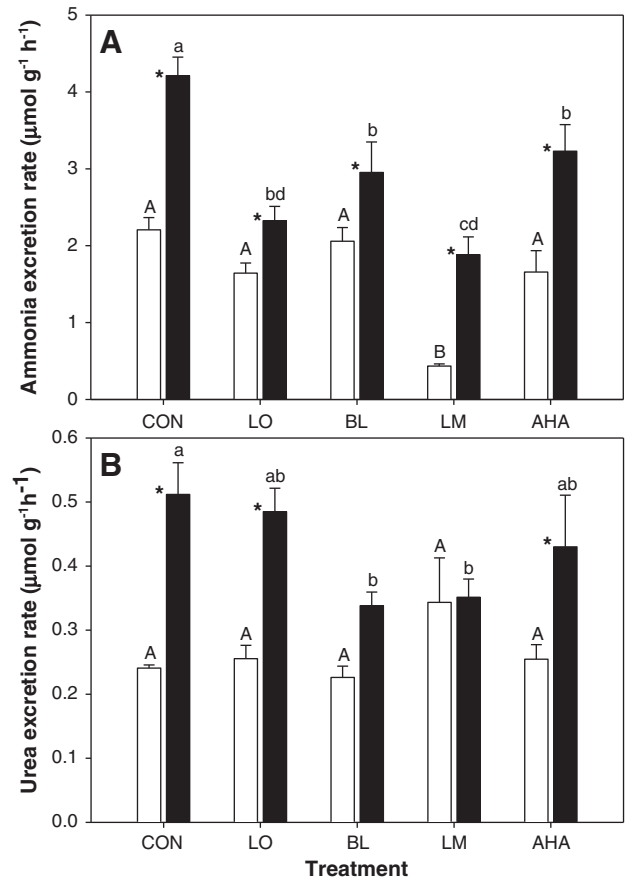 A
Ammonia excretion rate (μmol g⁻¹ h⁻¹)
5
4
3
2
1
0
A * a
A * bd
A * b
B * cd
A * b
CON LO BL LM AHA
B
Urea excretion rate (μmol g⁻¹h⁻¹)
0.6
0.5
0.4
0.3
0.2
0.1
0.0
A * a
A * ab
A b
A b
A * ab
CON LO BL LM AHA
Treatment